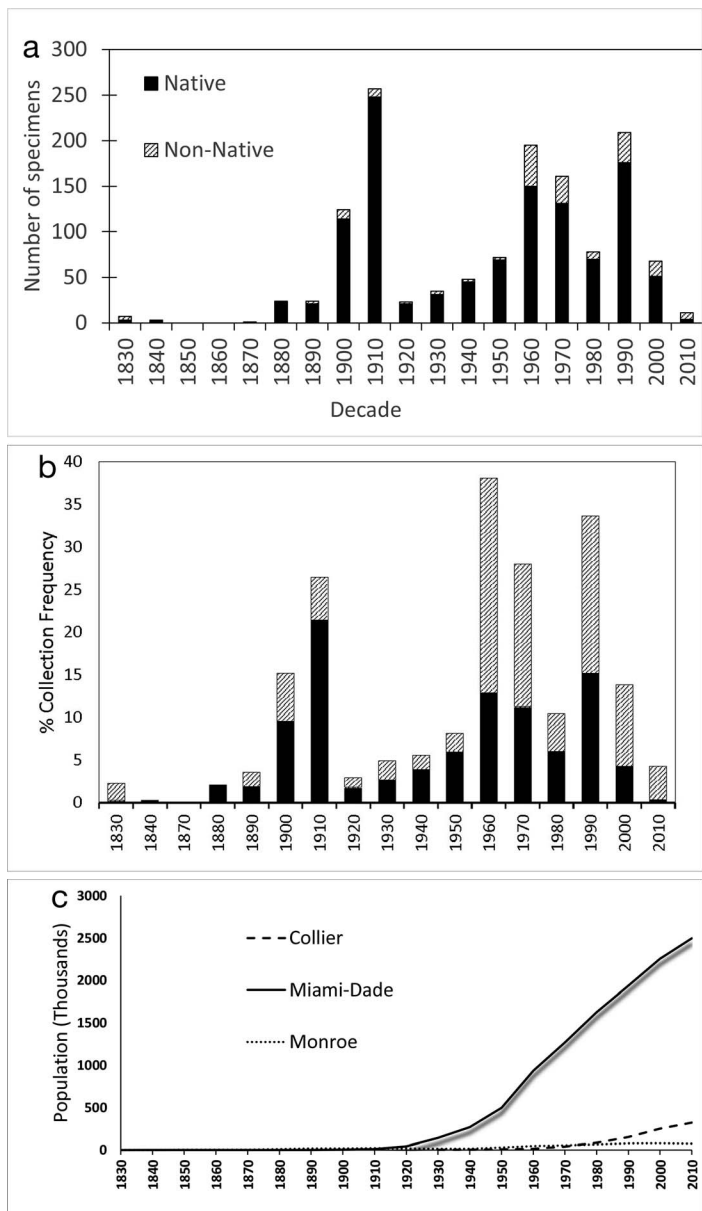 a
300
250
200
150
100
50
0
Number of specimens
Native
Non-Native
1830 1840 1850 1860 1870 1880 1890 1900 1910 1920 1930 1940 1950 1960 1970 1980 1990 2000 2010
Decade
b
40
35
30
25
20
15
10
5
0
% Collection Frequency
1830 1840 1870 1880 1890 1900 1910 1920 1930 1940 1950 1960 1970 1980 1990 2000 2010
c
3000
2500
2000
1500
1000
500
0
Population (Thousands)
Collier
Miami-Dade
Monroe
1830 1840 1850 1860 1870 1880 1890 1900 1910 1920 1930 1940 1950 1960 1970 1980 1990 2000 2010